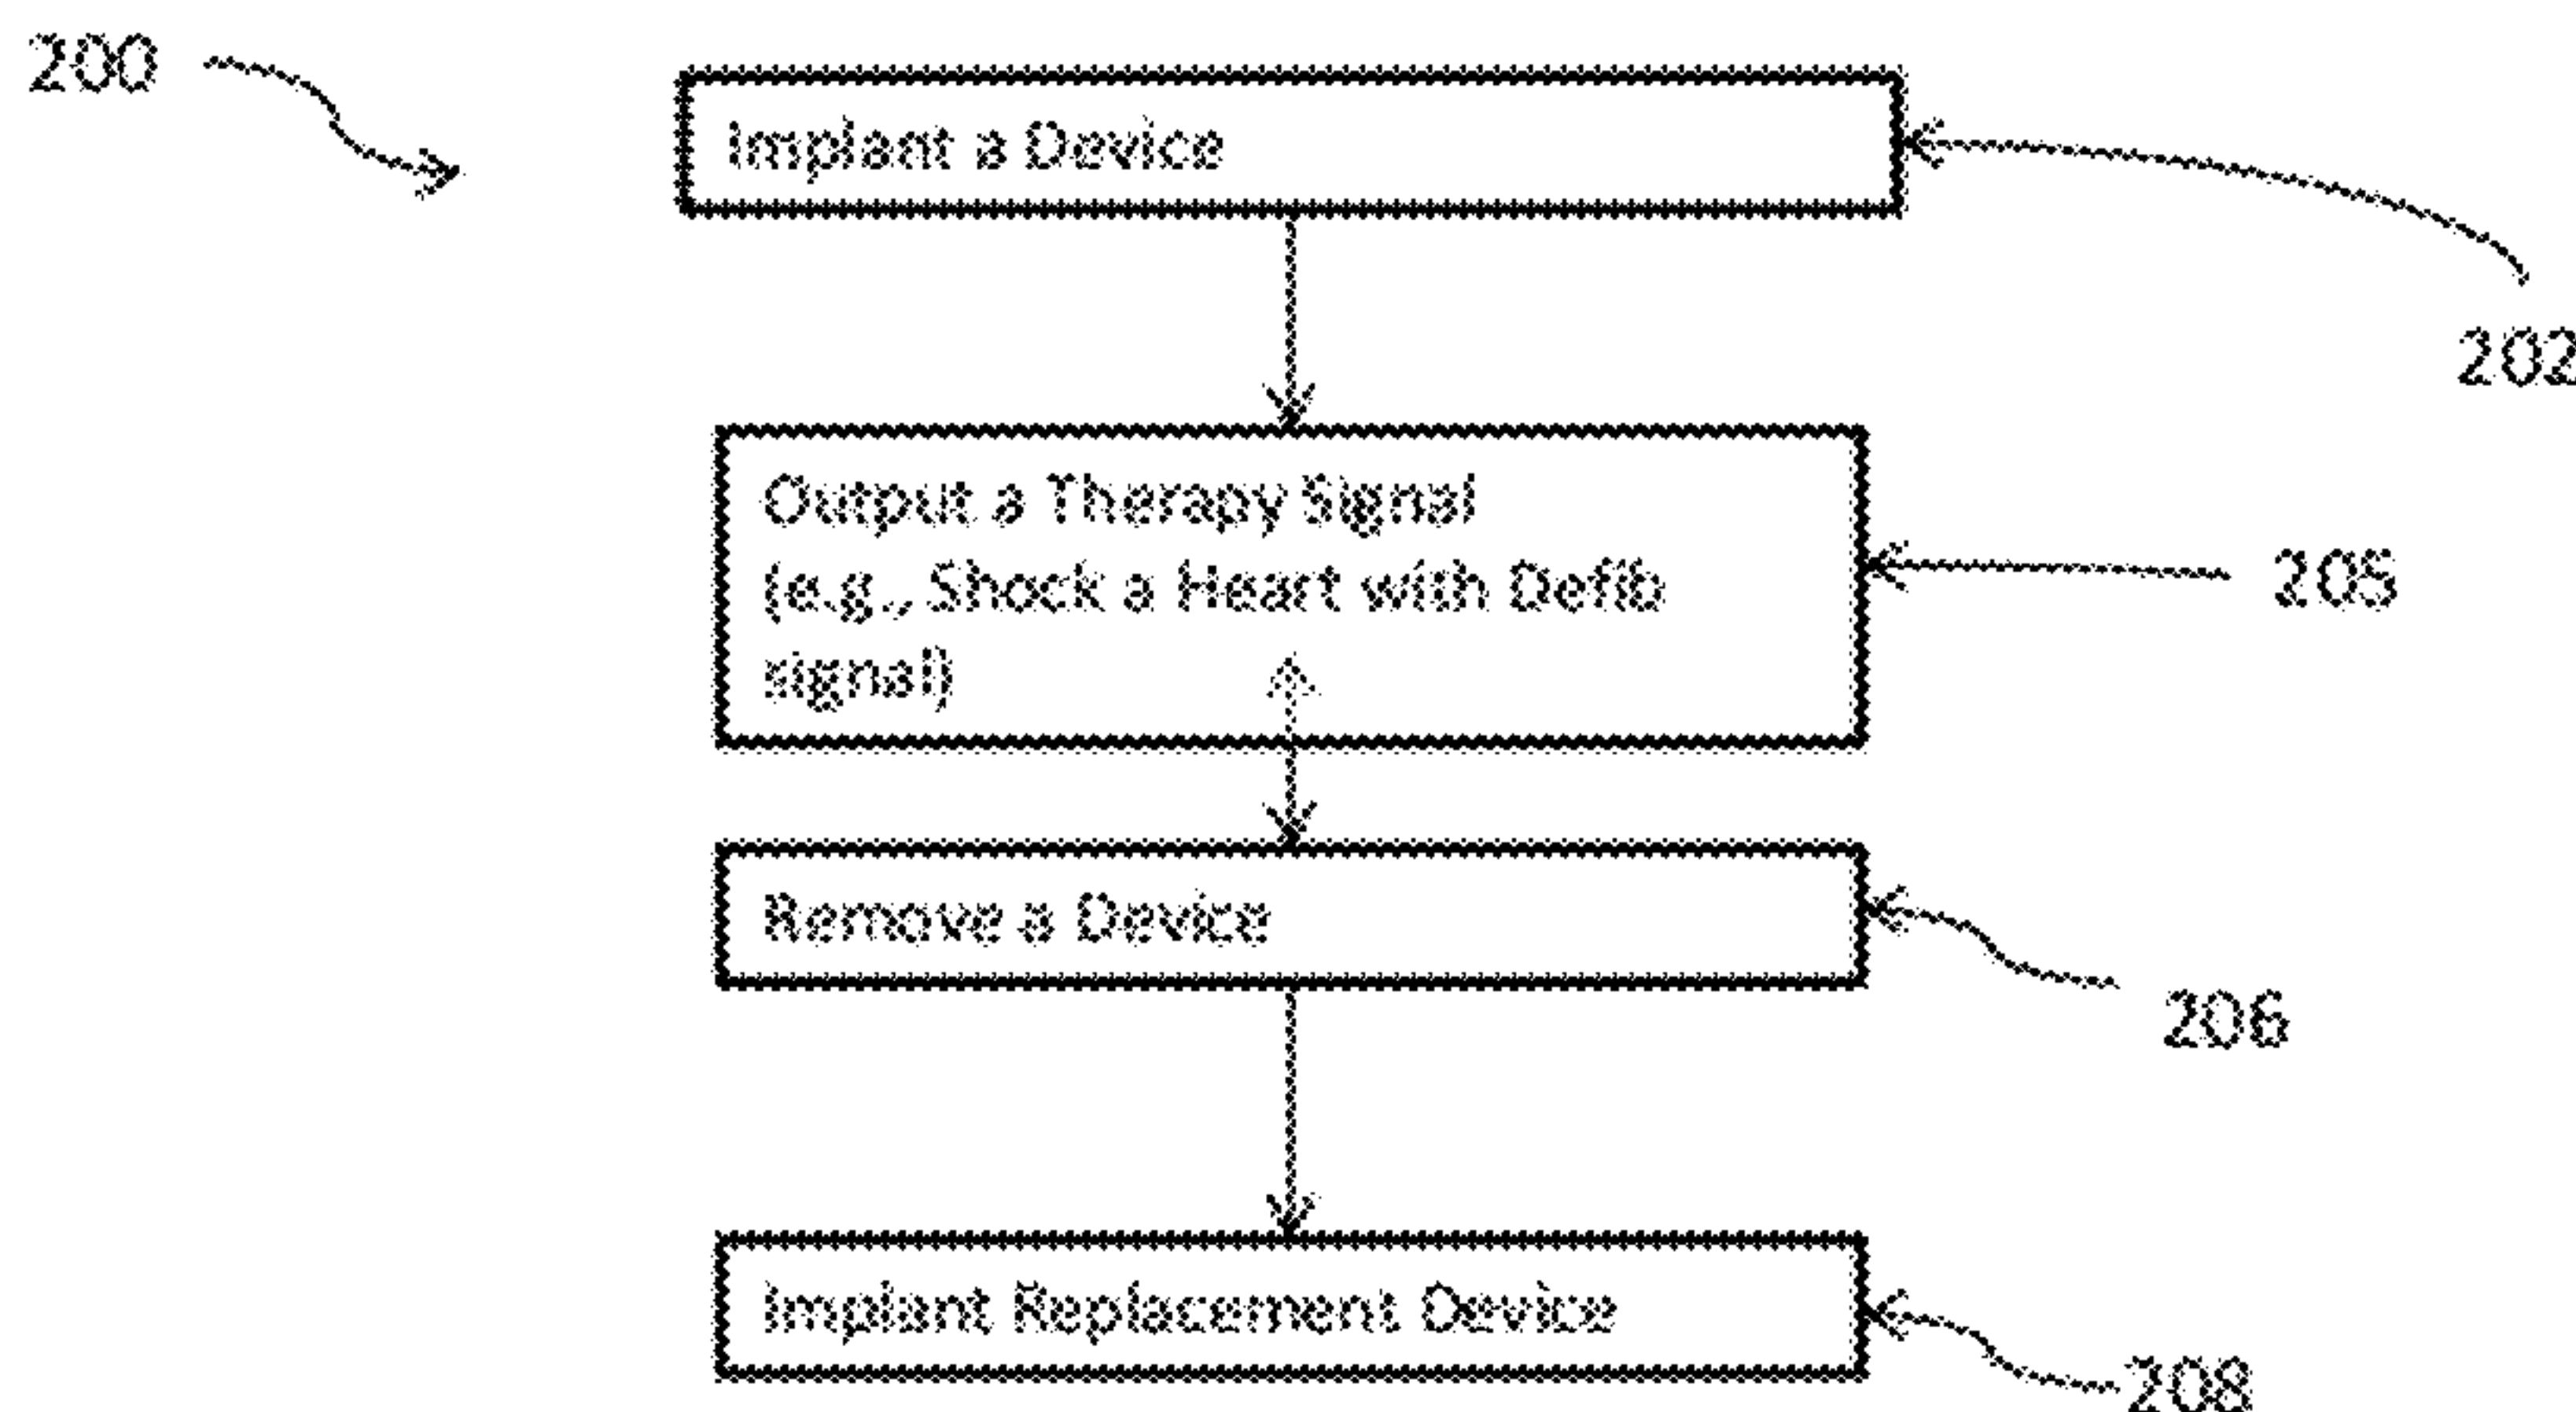 200
Implant a Device
202
Output a Therapy Signal
(e.g., Shock a Heart with Defib
signal)
205
Remove a Device
206
Implant Replacement Device
208